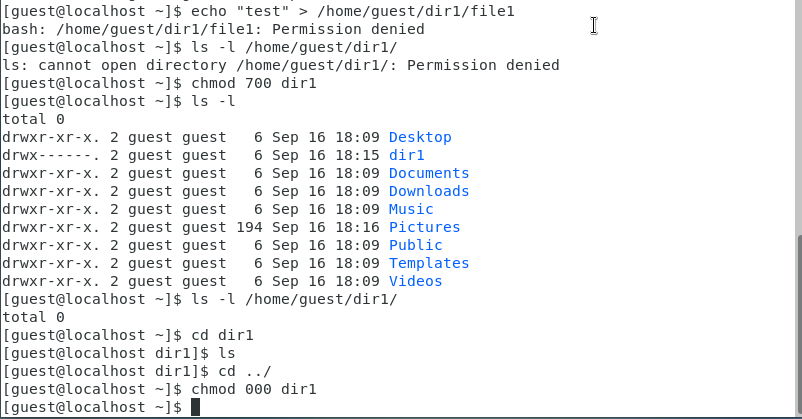 [guest@localhost ~]$ echo "test" > /home/guest/dir1/file1
bash: /home/guest/dir1/file1: Permission denied
[guest@localhost ~]$ ls -l /home/guest/dir1/
ls: cannot open directory /home/guest/dir1/: Permission denied
[guest@localhost ~]$ chmod 700 dir1
[guest@localhost ~]$ ls -l
total 0
drwxr-xr-x. 2 guest guest   6 Sep 16 18:09 Desktop
drwx------. 2 guest guest   6 Sep 16 18:15 dir1
drwxr-xr-x. 2 guest guest   6 Sep 16 18:09 Documents
drwxr-xr-x. 2 guest guest   6 Sep 16 18:09 Downloads
drwxr-xr-x. 2 guest guest   6 Sep 16 18:09 Music
drwxr-xr-x. 2 guest guest 194 Sep 16 18:16 Pictures
drwxr-xr-x. 2 guest guest   6 Sep 16 18:09 Public
drwxr-xr-x. 2 guest guest   6 Sep 16 18:09 Templates
drwxr-xr-x. 2 guest guest   6 Sep 16 18:09 Videos
[guest@localhost ~]$ ls -l /home/guest/dir1/
total 0
[guest@localhost ~]$ cd dir1
[guest@localhost dir1]$ ls
[guest@localhost dir1]$ cd ../
[guest@localhost ~]$ chmod 000 dir1
[guest@localhost ~]$